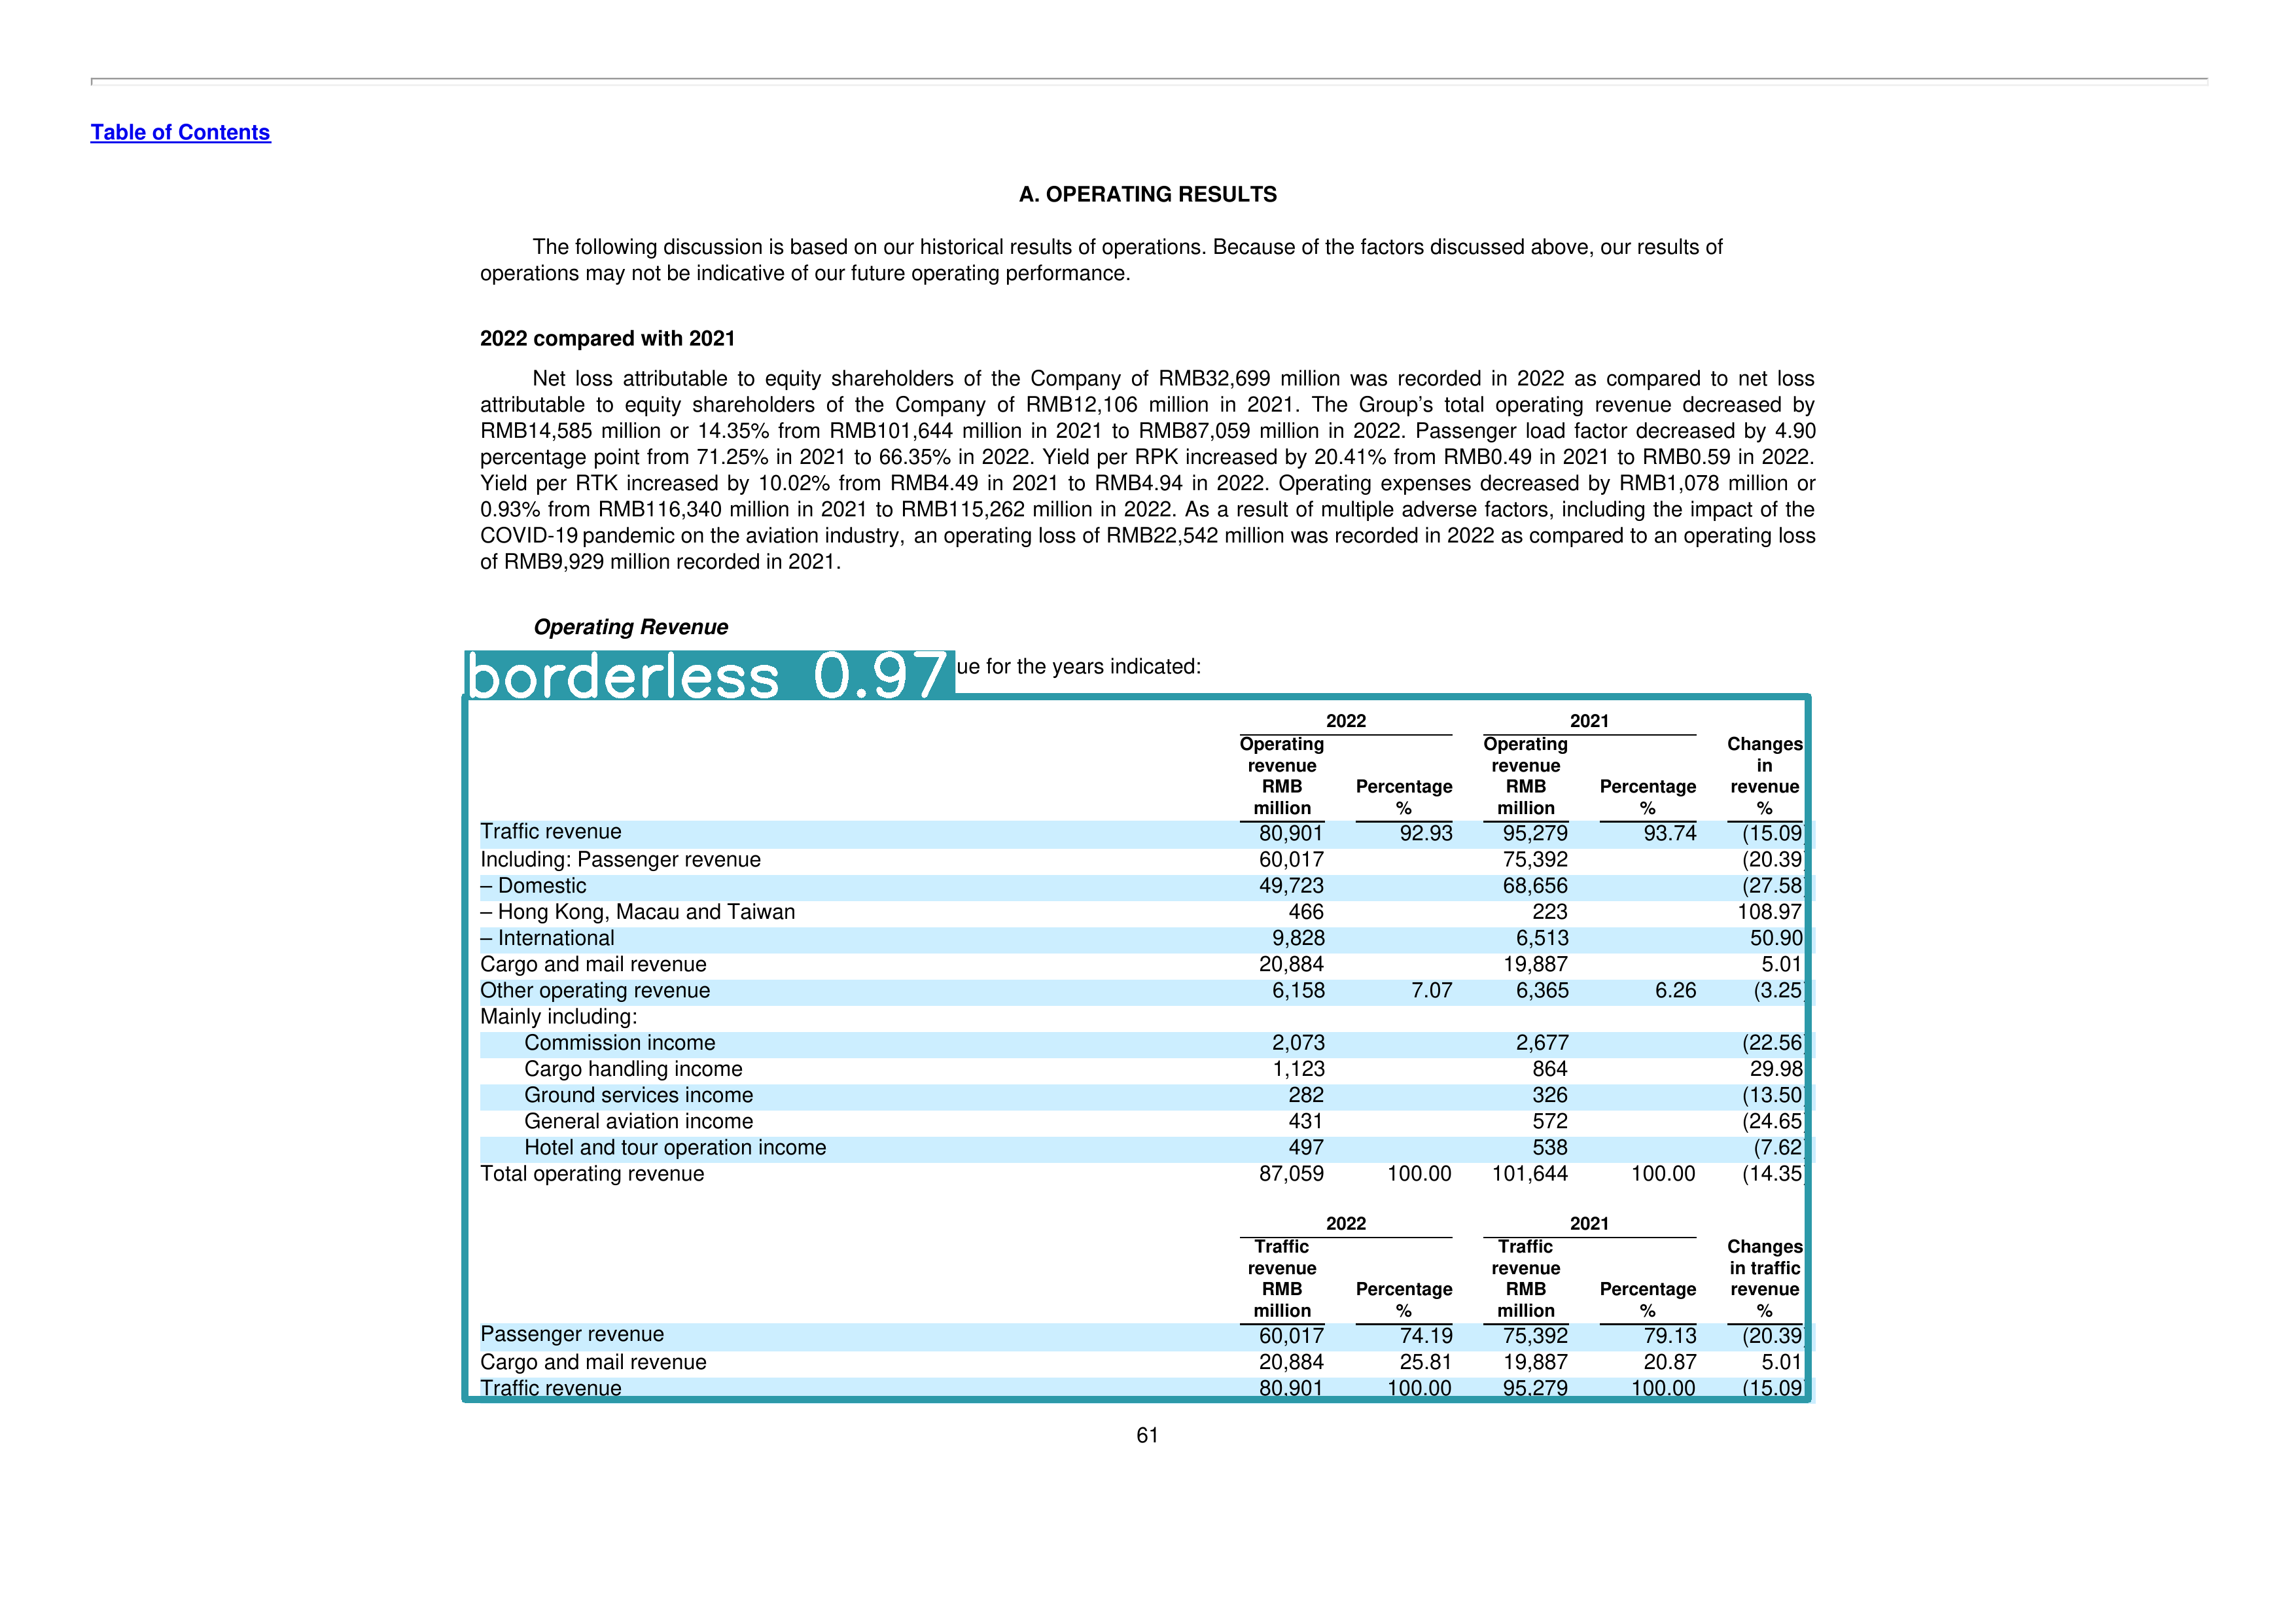 Table of Contents
A. OPERATING RESULTS
The following discussion is based on our historical results of operations. Because of the factors discussed above, our results of
operations may not be indicative of our future operating performance.
2022 compared with 2021
Net loss attributable to equity shareholders of the Company of RMB32,699 million was recorded in 2022 as compared to net loss
attributable to equity shareholders of the Company of RMB12,106 million in 2021. The Group’s total operating revenue decreased by
RMB14,585 million or 14.35% from RMB101,644 million in 2021 to RMB87,059 million in 2022. Passenger load factor decreased by 4.90
percentage point from 71.25% in 2021 to 66.35% in 2022. Yield per RPK increased by 20.41% from RMB0.49 in 2021 to RMB0.59 in 2022.
Yield per RTK increased by 10.02% from RMB4.49 in 2021 to RMB4.94 in 2022. Operating expenses decreased by RMB1,078 million or
0.93% from RMB116,340 million in 2021 to RMB115,262 million in 2022. As a result of multiple adverse factors, including the impact of the
COVID-19 pandemic on the aviation industry, an operating loss of RMB22,542 million was recorded in 2022 as compared to an operating loss
of RMB9,929 million recorded in 2021.
Operating Revenue
borderless 0.97 ue for the years indicated:
2022 2021
Operating Operating Changes
revenue revenue in
RMB Percentage RMB Percentage revenue
million % million % %
Traffic revenue 80,901 92.93 95,279 93.74 (15.09)
Including: Passenger revenue 60,017 75,392 (20.39)
– Domestic 49,723 68,656 (27.58)
– Hong Kong, Macau and Taiwan 466 223 108.97
– International 9,828 6,513 50.90
Cargo and mail revenue 20,884 19,887 5.01
Other operating revenue 6,158 7.07 6,365 6.26 (3.25)
Mainly including:
Commission income 2,073 2,677 (22.56)
Cargo handling income 1,123 864 29.98
Ground services income 282 326 (13.50)
General aviation income 431 572 (24.65)
Hotel and tour operation income 497 538 (7.62)
Total operating revenue 87,059 100.00 101,644 100.00 (14.35)
2022 2021
Traffic Traffic Changes
revenue revenue in traffic
RMB Percentage RMB Percentage revenue
million % million % %
Passenger revenue 60,017 74.19 75,392 79.13 (20.39)
Cargo and mail revenue 20,884 25.81 19,887 20.87 5.01
Traffic revenue 80,901 100.00 95,279 100.00 (15.09)
61